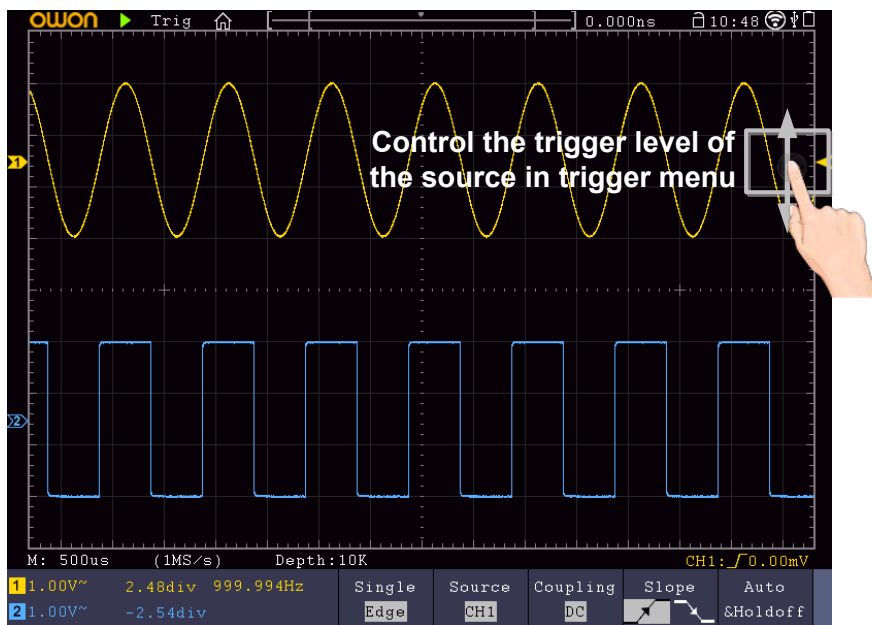 owon Trig 0.000ns 10:48
Control the trigger level of
the source in trigger menu
1
2
M: 500us (1MS/s) Depth:10K CH1: 0.00mV
1 1.00V~ 2.48div 999.994Hz Single Source Coupling Slope Auto
2 1.00V~ -2.54div Edge CH1 DC &Holdoff